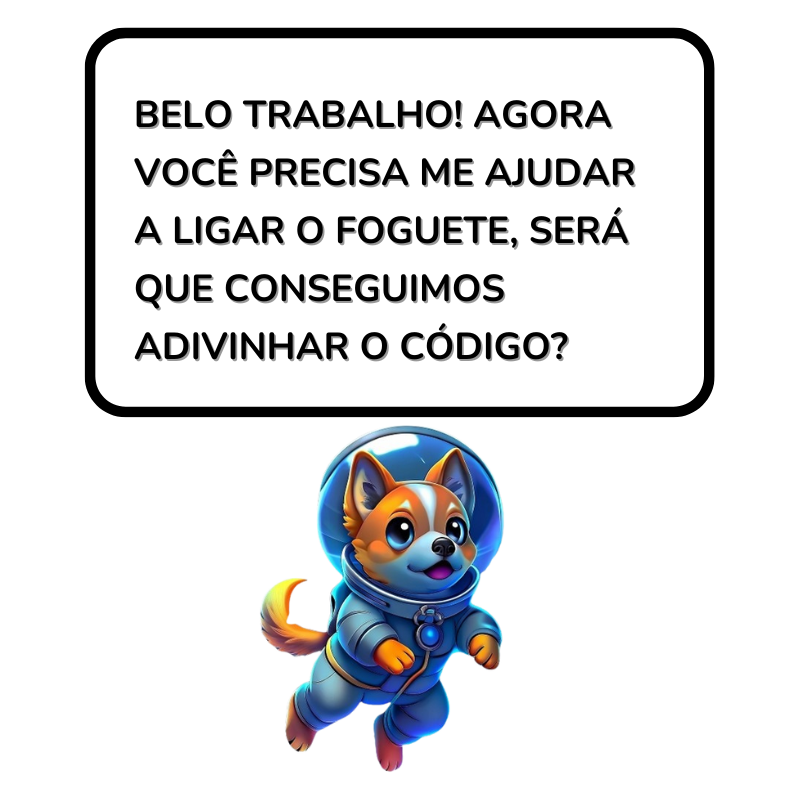 BELO TRABALHO! AGORA
VOCÊ PRECISA ME AJUDAR
A LIGAR O FOGUETE, SERÁ
QUE CONSEGUIMOS
ADIVINHAR O CÓDIGO?